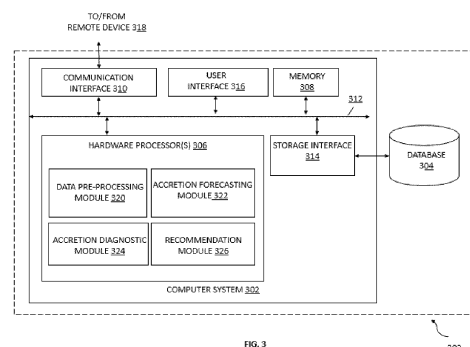 TO/FROM
REMOTE DEVICE 318
COMMUNICATION
INTERFACE 310
USER
INTERFACE 316
MEMORY
308
312
HARDWARE PROCESSOR(S) 306
STORAGE INTERFACE
314
DATABASE
304
DATA PRE-PROCESSING
MODULE 320
ACCRETION FORECASTING
MODULE 322
ACCRETION DIAGNOSTIC
MODULE 324
RECOMMENDATION
MODULE 326
COMPUTER SYSTEM 302
FIG. 3